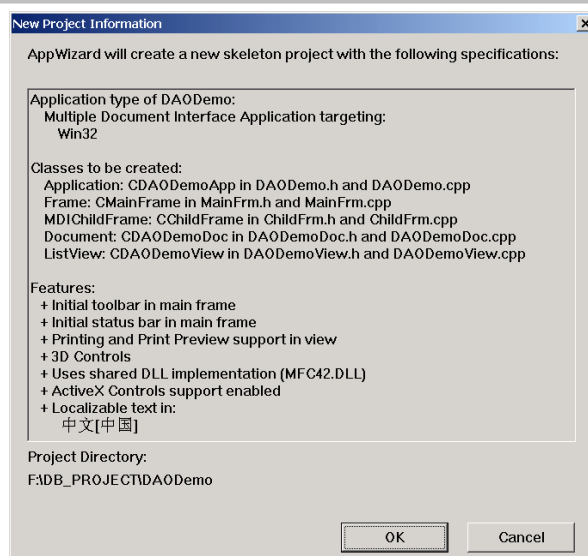 New Project Information
AppWizard will create a new skeleton project with the following specifications:
Application type of DAODemo:
Multiple Document Interface Application targeting:
Win32
Classes to be created:
Application: CDAODemoApp in DAODemo.h and DAODemo.cpp
Frame: CMainFrame in MainFrm.h and MainFrm.cpp
MDIChildFrame: CChildFrame in ChildFrm.h and ChildFrm.cpp
Document: CDAODemoDoc in DAODemoDoc.h and DAODemoDoc.cpp
ListView: CDAODemoView in DAODemoView.h and DAODemoView.cpp
Features:
+ Initial toolbar in main frame
+ Initial status bar in main frame
+ Printing and Print Preview support in view
+ 3D Controls
+ Uses shared DLL implementation (MFC42.DLL)
+ ActiveX Controls support enabled
+ Localizable text in:
中文[中国]
Project Directory:
F:\DB_PROJECT\DAODemo
OK
Cancel